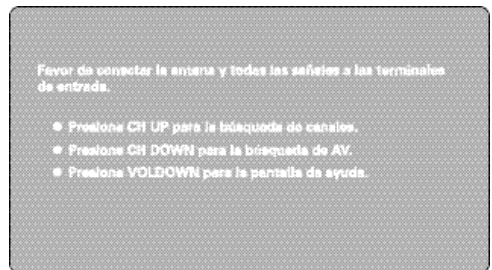 Favor de conectar la antena y todas las señales a las terminales
de entrada.
● Presione CH UP para la búsqueda de canales.
● Presione CH DOWN para la búsqueda de AV.
● Presione VOLDOWN para la pantalla de ayuda.